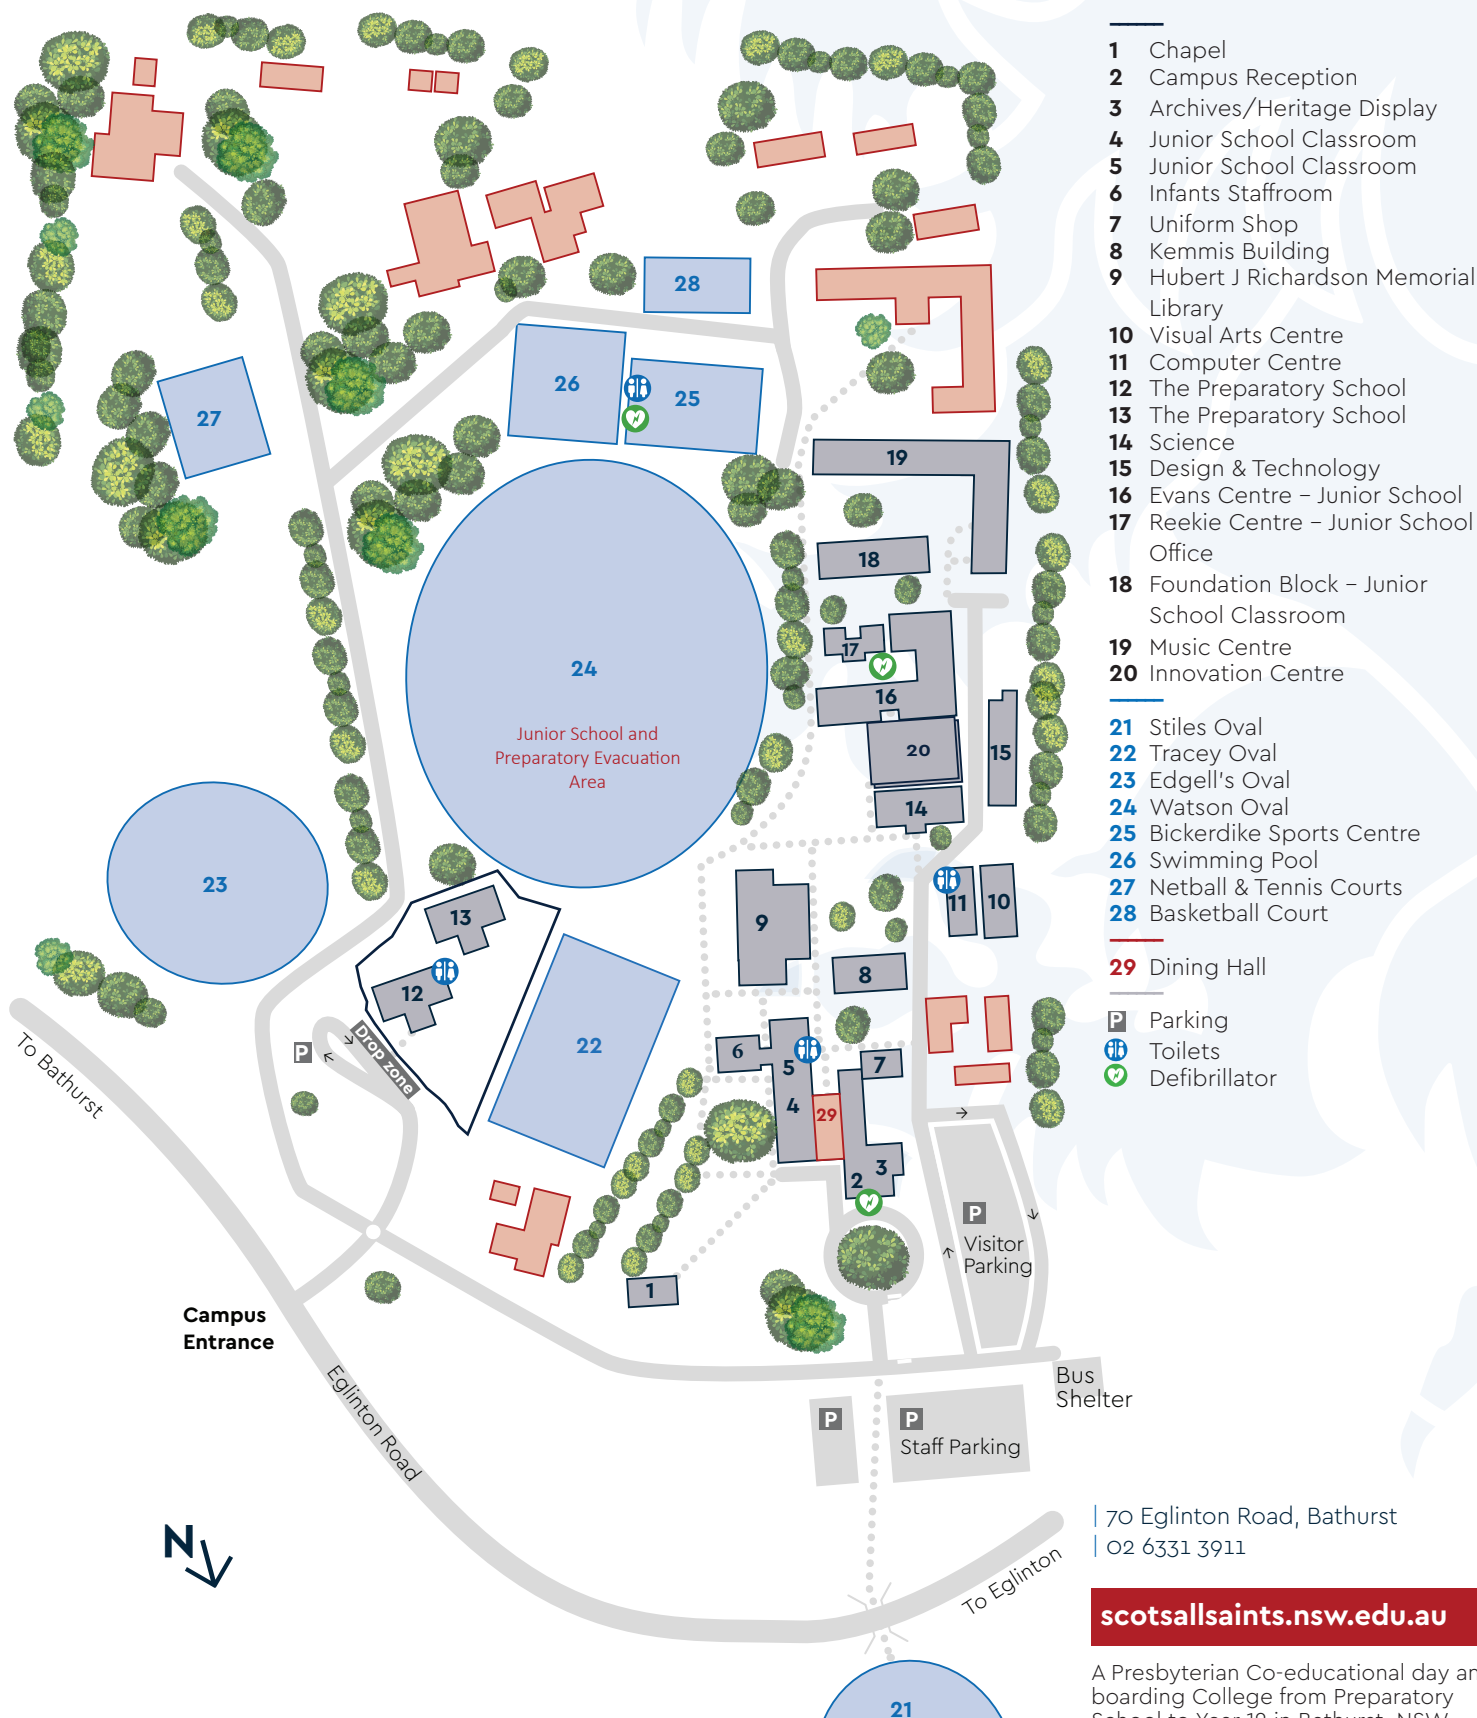 1 Chapel
2 Campus Reception
3 Archives/Heritage Display
4 Junior School Classroom
5 Junior School Classroom
6 Infants Staffroom
7 Uniform Shop
8 Kemmis Building
9 Hubert J Richardson Memorial
Library
10 Visual Arts Centre
11 Computer Centre
12 The Preparatory School
13 The Preparatory School
14 Science
15 Design & Technology
16 Evans Centre – Junior School
17 Reekie Centre – Junior School
Office
18 Foundation Block – Junior
School Classroom
19 Music Centre
20 Innovation Centre
21 Stiles Oval
22 Tracey Oval
23 Edgell's Oval
24 Watson Oval
25 Bickerdike Sports Centre
26 Swimming Pool
27 Netball & Tennis Courts
28 Basketball Court
29 Dining Hall
P Parking
Toilets
Defibrillator
28
26
25
27
19
18
17
24
16
Junior School and
Preparatory Evacuation
Area
20
15
14
23
13
9
11
10
12
8
22
6
5
7
4
29
3
2
1
P
Drop zone
To Bathurst
P
Visitor
Parking
Campus
Entrance
Eglinton Road
Bus
Shelter
P
P
Staff Parking
N
To Eglinton
21
| 70 Eglinton Road, Bathurst
| 02 6331 3911
scotsallsaints.nsw.edu.au
A Presbyterian Co-educational day
boarding College from Preparatory
School to Year 12 in Bathurst, NSW